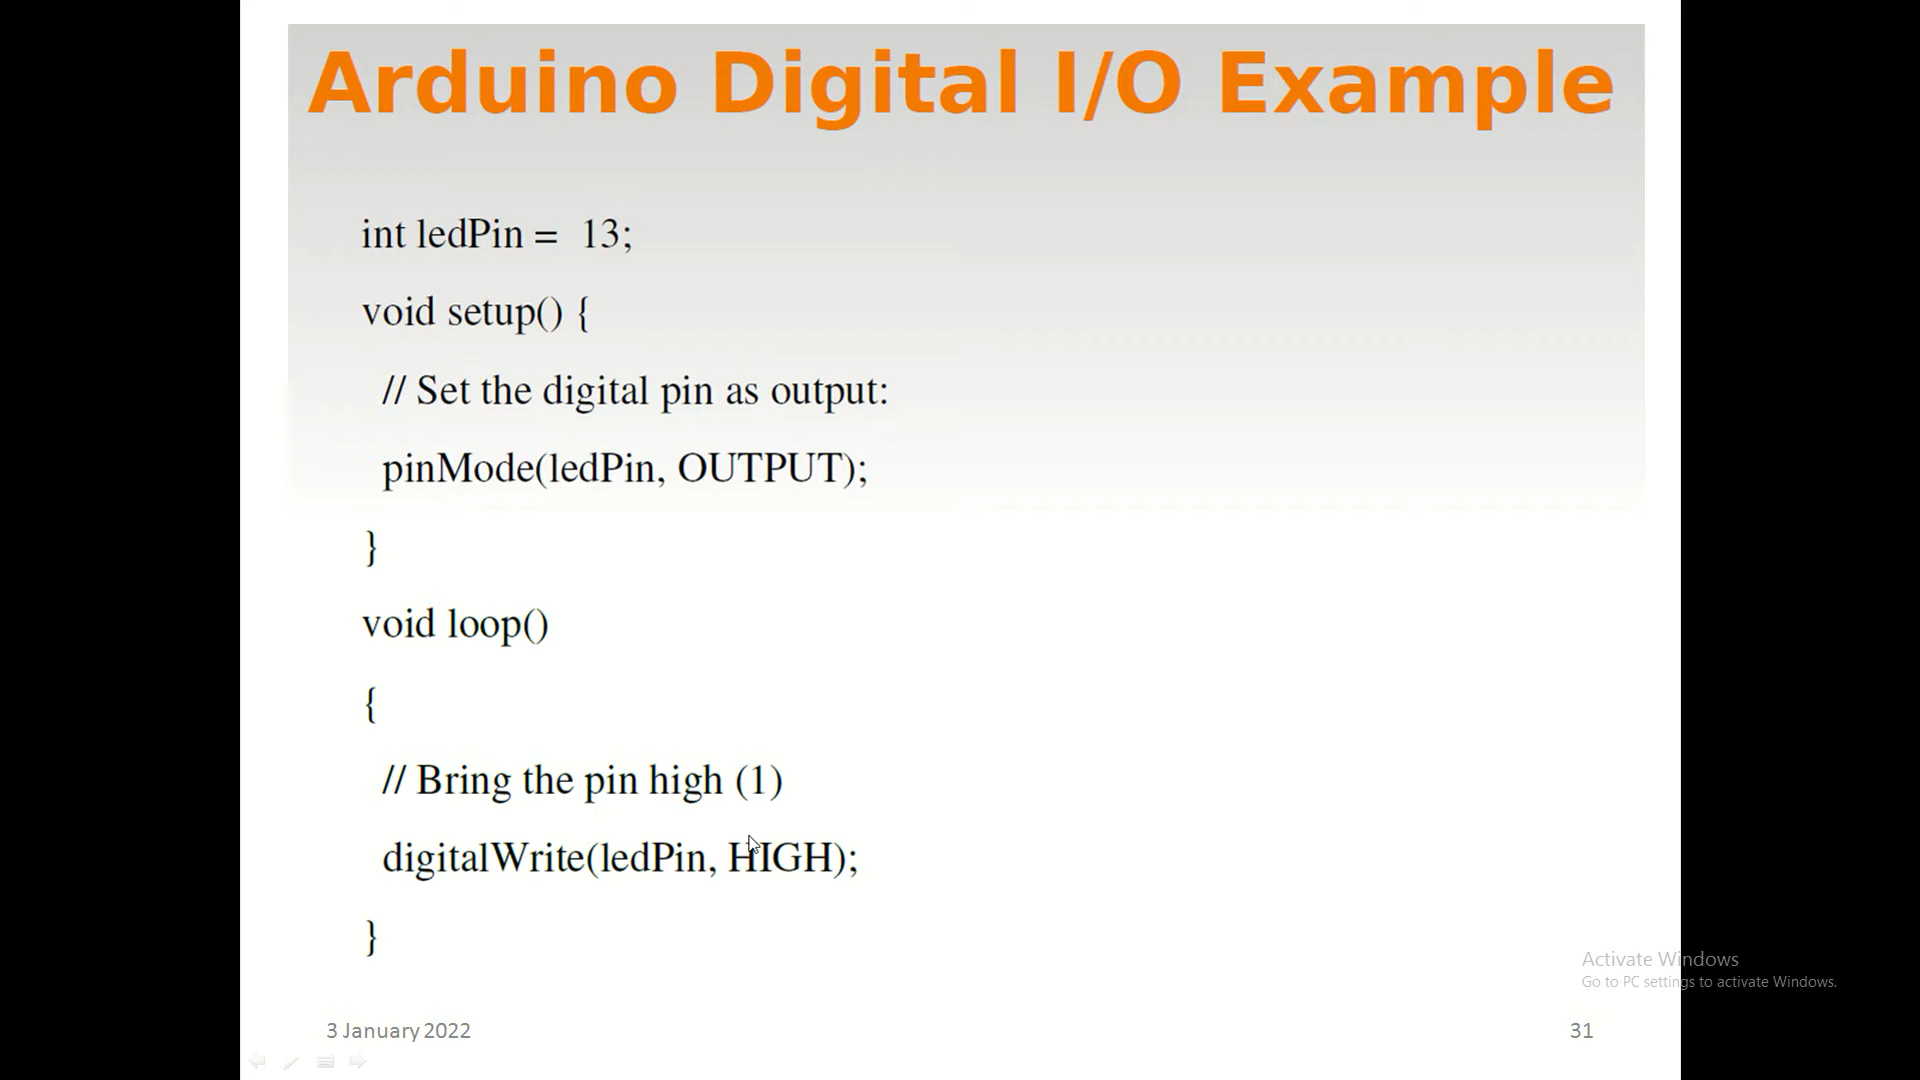 Arduino Digital I/O Example
int ledPin =  13;
void setup() {
// Set the digital pin as output:
pinMode(ledPin, OUTPUT);
}
void loop()
{
// Bring the pin high (1)
digitalWrite(ledPin, HIGH);
}
Activate Windows
Go to PC settings to activate Windows.
3 January 2022
31